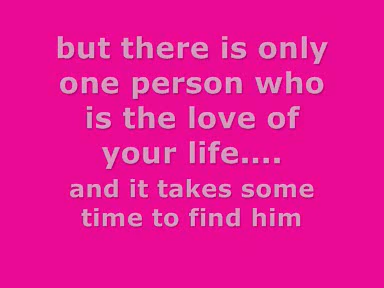 but there is only
one person who
is the love of
your life....
and it takes some
time to find him